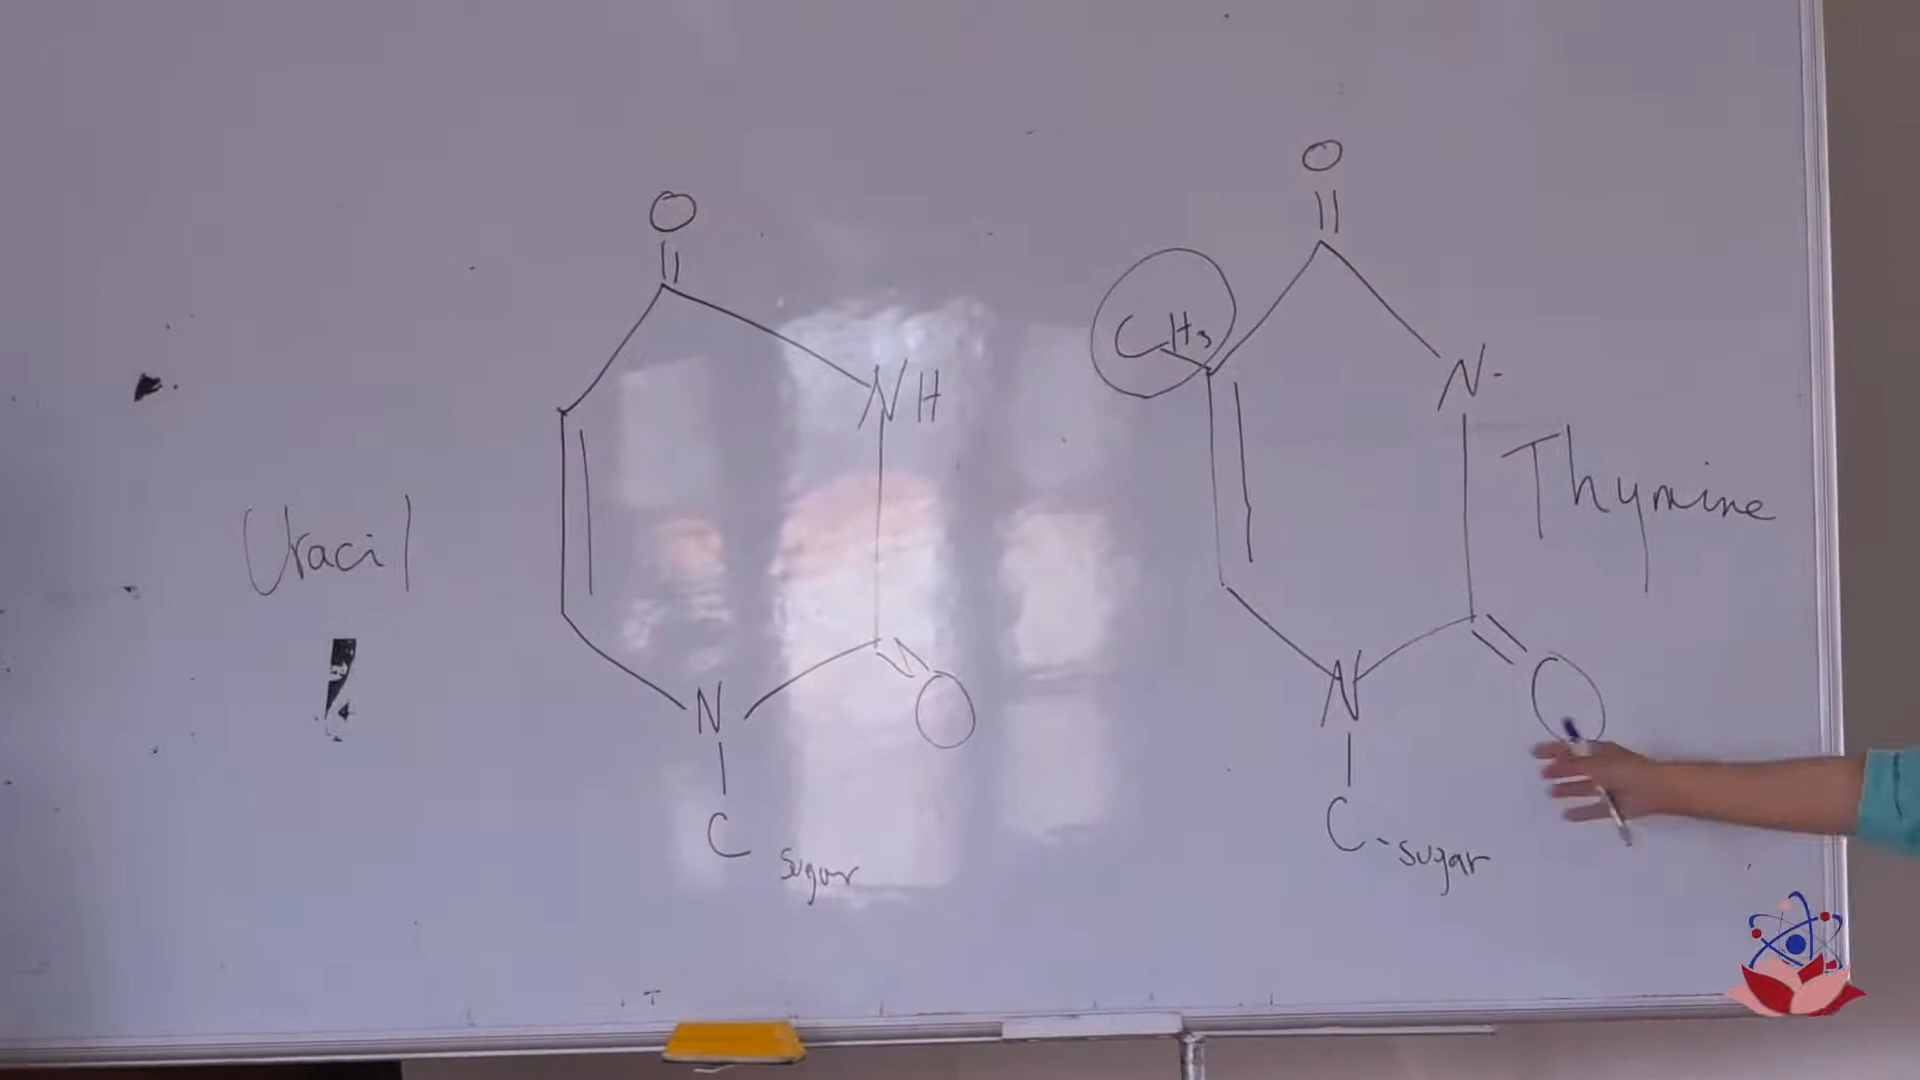 Uracil
O
NH
N
O
C sugar
O
CH3
N-
Thymine
N
O
C-sugar